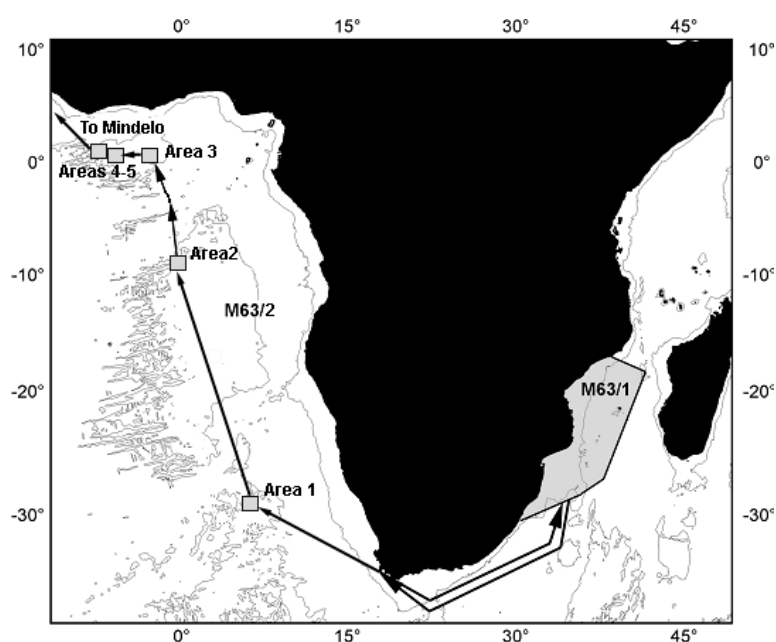 0° 15° 30° 45°
10° 10°
To Mindelo
0° Area 3 0°
Areas 4-5
Area2
-10° -10°
M63/2
-20° M63/1 -20°
Area 1
-30° -30°
0° 15° 30° 45°